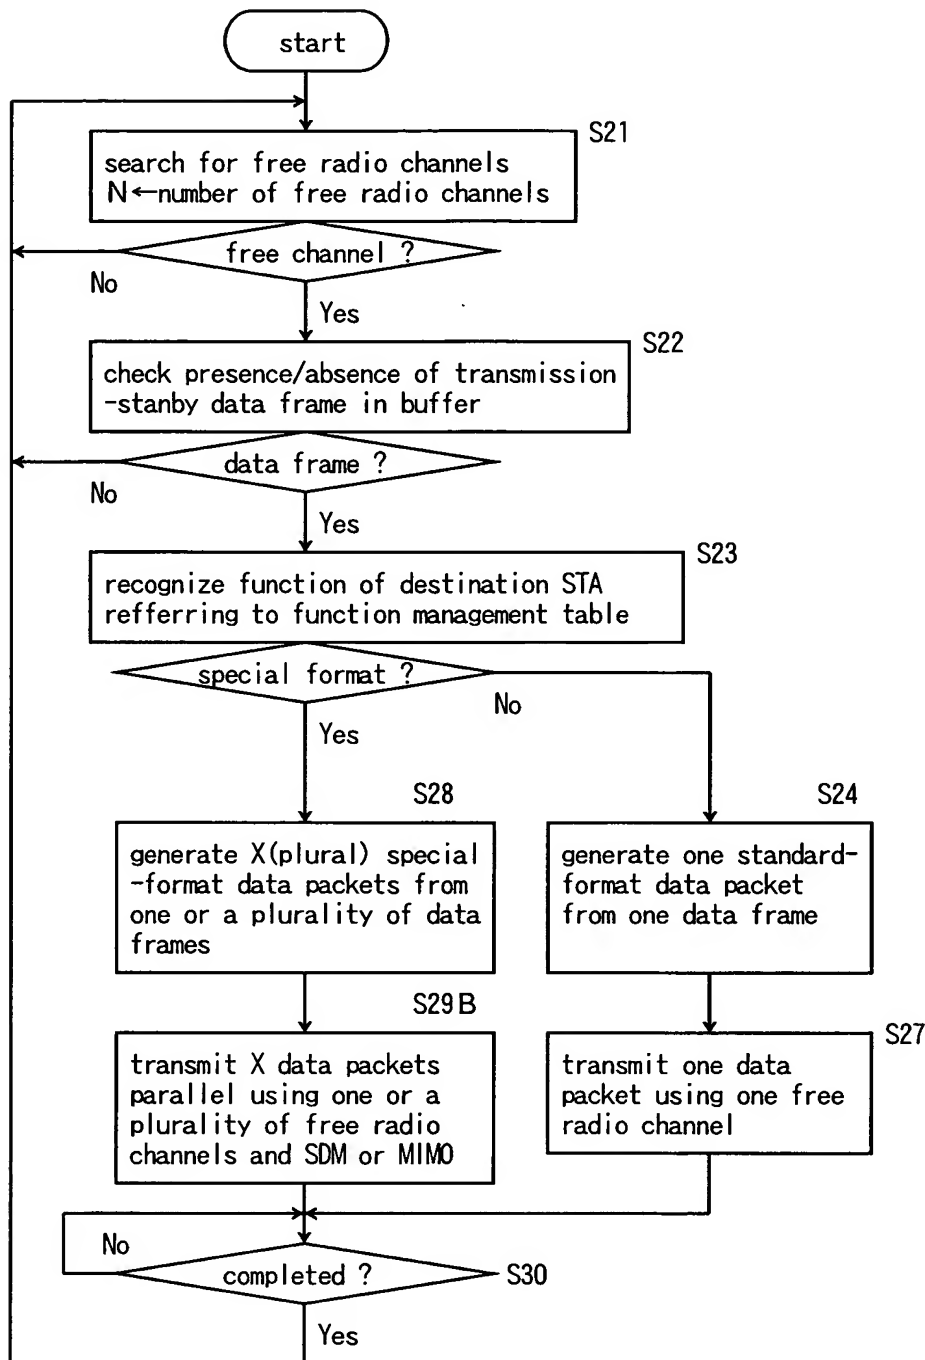 start
S21
search for free radio channels
N←number of free radio channels
free channel ?
No
Yes
S22
check presence/absence of transmission
-stanby data frame in buffer
data frame ?
No
Yes
S23
recognize function of destination STA
refferring to function management table
special format ?
No
Yes
S28
generate X(plural) special
-format data packets from
one or a plurality of data
frames
S24
generate one standard-
format data packet
from one data frame
S29B
transmit X data packets
parallel using one or a
plurality of free radio
channels and SDM or MIMO
S27
transmit one data
packet using one free
radio channel
No
completed ?
S30
Yes